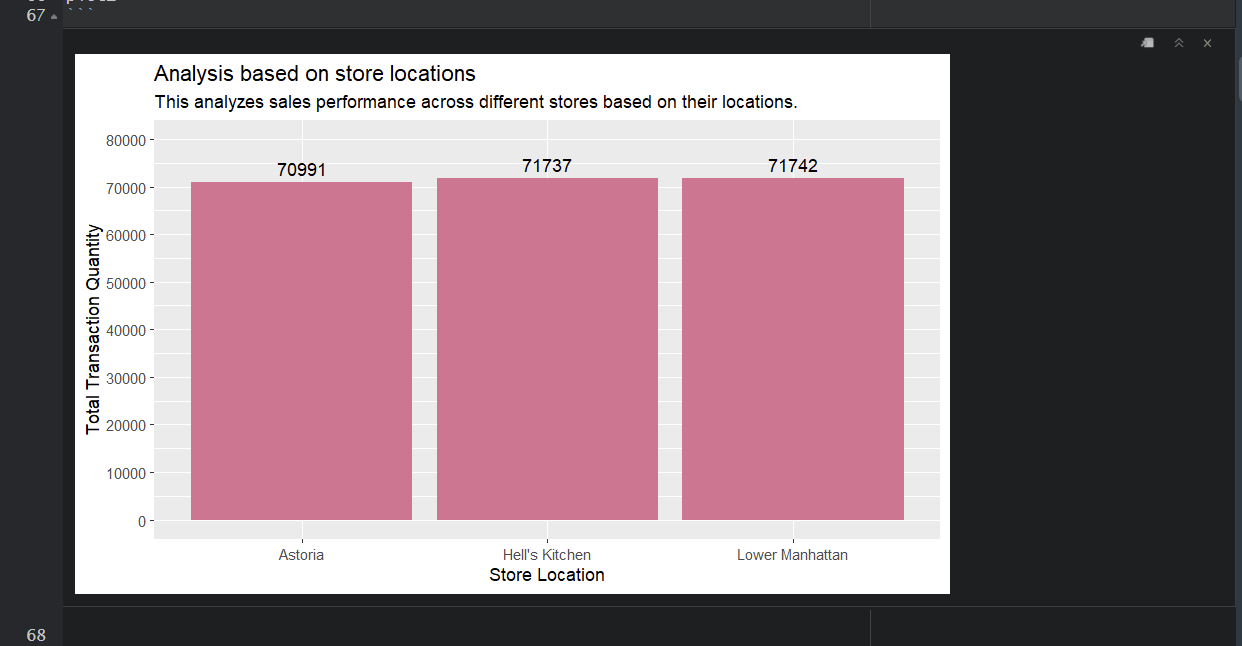 67
```
Analysis based on store locations
This analyzes sales performance across different stores based on their locations.
80000
70000
60000
50000
40000
30000
20000
10000
0
Total Transaction Quantity
70991
71737
71742
Astoria
Hell's Kitchen
Lower Manhattan
Store Location
68